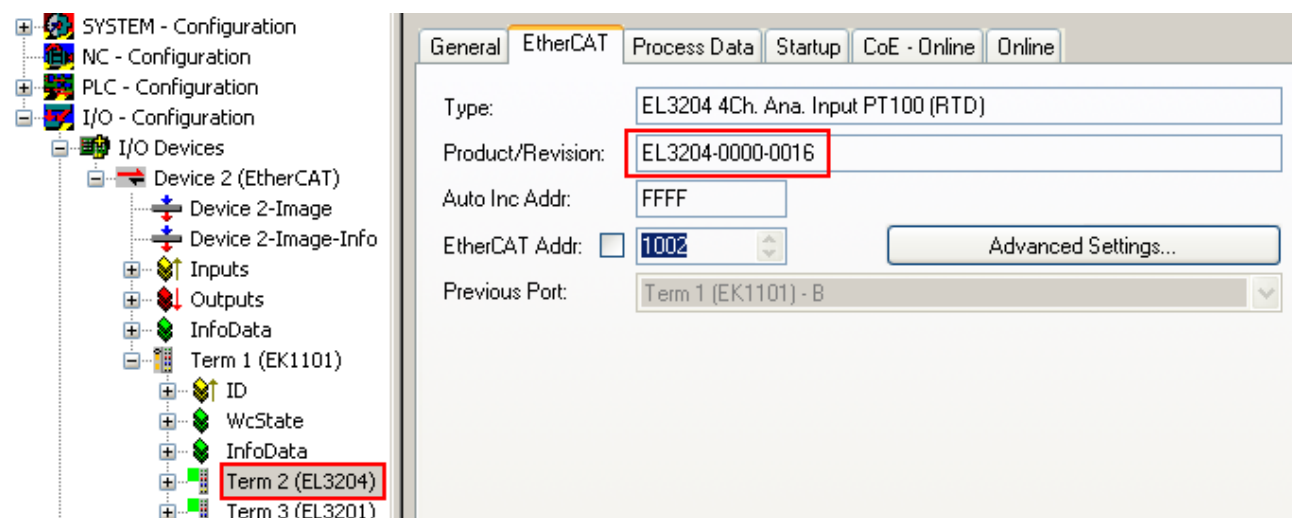 SYSTEM - Configuration
NC - Configuration
PLC - Configuration
I/O - Configuration
I/O Devices
Device 2 (EtherCAT)
Device 2-Image
Device 2-Image-Info
Inputs
Outputs
InfoData
Term 1 (EK1101)
ID
WcState
InfoData
Term 2 (EL3204)
Term 3 (EL3201)
General EtherCAT Process Data Startup CoE - Online Online
Type: EL3204 4Ch. Ana. Input PT100 (RTD)
Product/Revision: EL3204-0000-0016
Auto Inc Addr: FFFF
EtherCAT Addr: 1002 Advanced Settings...
Previous Port: Term 1 (EK1101) - B